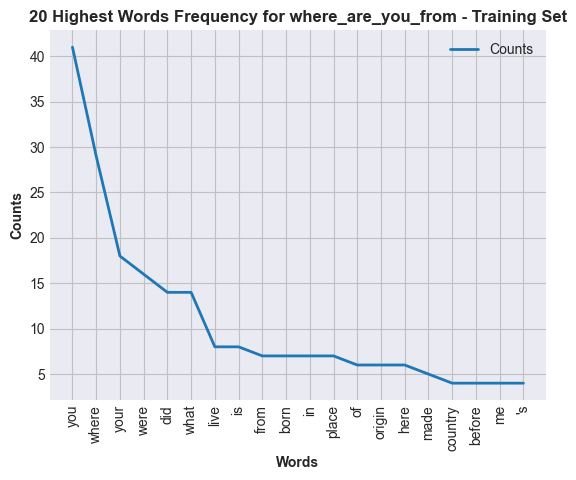 20 Highest Words Frequency for where_are_you_from - Training Set
Counts
Counts
40
35
30
25
20
15
10
5
you
where
your
were
did
what
live
is
from
born
in
place
of
origin
here
made
country
before
me
's
Words